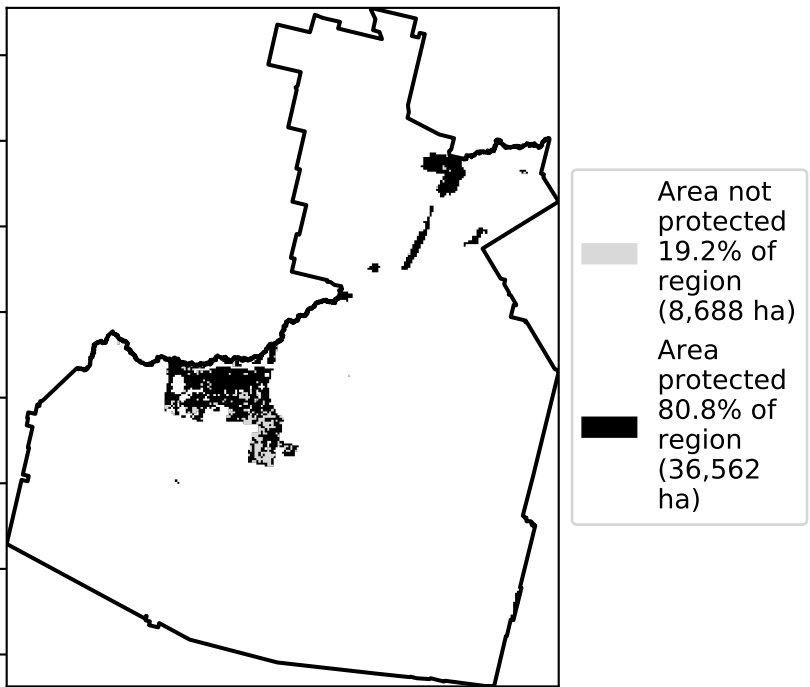 Area not
protected
19.2% of
region
(8,688 ha)
Area
protected
80.8% of
region
(36,562
ha)